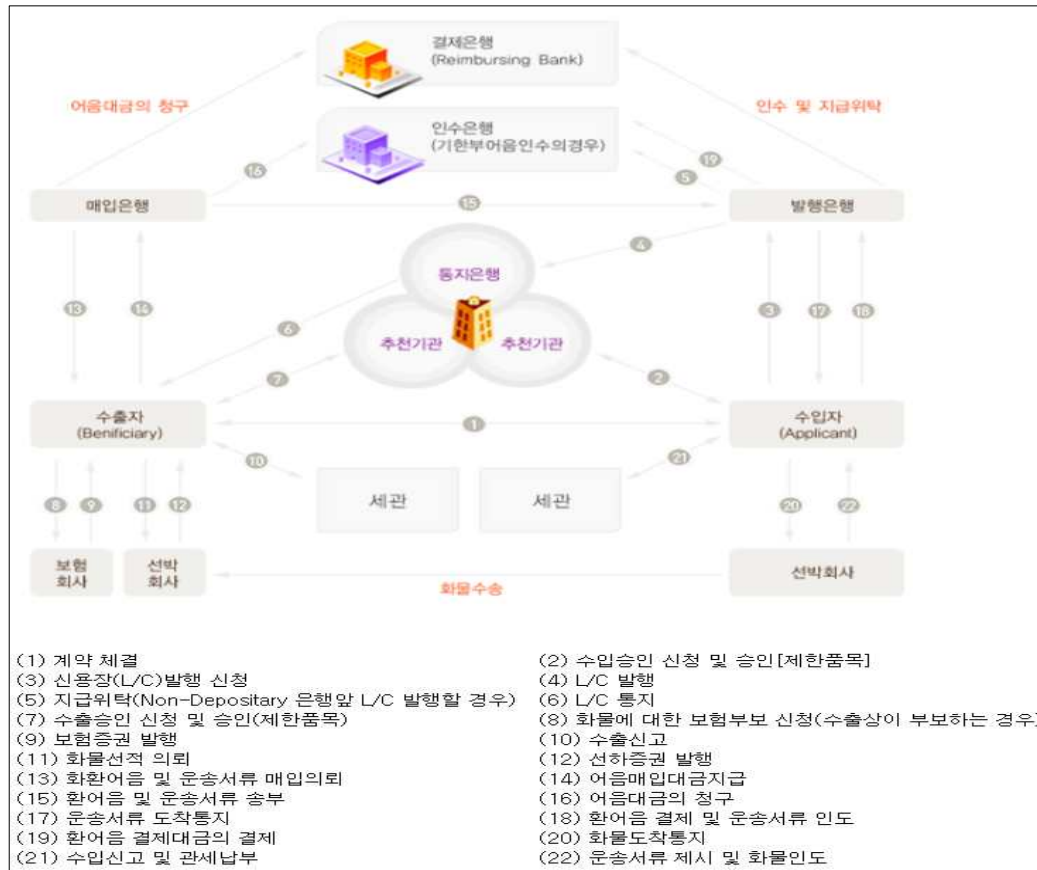 결제은행
(Reimbursing Bank)
어음대금의 청구
인수 및 지급위탁
인수은행
(기한부어음인수의경우)
16
19
5
매입은행
15
발행은행
4
통지은행
13
14
6
3
17
18
추천기관
추천기관
7
2
수출자
(Benificiary)
1
수입자
(Applicant)
10
21
세관
세관
8
9
11
12
20
22
보험
회사
선박
회사
선박회사
화물수송
(1) 계약 체결
(2) 수입승인 신청 및 승인[제한품목]
(3) 신용장(L/C)발행 신청
(4) L/C 발행
(5) 지급위탁(Non-Depositary 은행앞 L/C 발행할 경우)
(6) L/C 통지
(7) 수출승인 신청 및 승인(제한품목)
(8) 화물에 대한 보험부보 신청(수출상이 부보하는 경우)
(9) 보험증권 발행
(10) 수출신고
(11) 화물선적 의뢰
(12) 선하증권 발행
(13) 화환어음 및 운송서류 매입의뢰
(14) 어음매입대금지급
(15) 환어음 및 운송서류 송부
(16) 어음대금의 청구
(17) 운송서류 도착통지
(18) 환어음 결제 및 운송서류 인도
(19) 환어음 결제대금의 결제
(20) 화물도착통지
(21) 수입신고 및 관세납부
(22) 운송서류 제시 및 화물인도